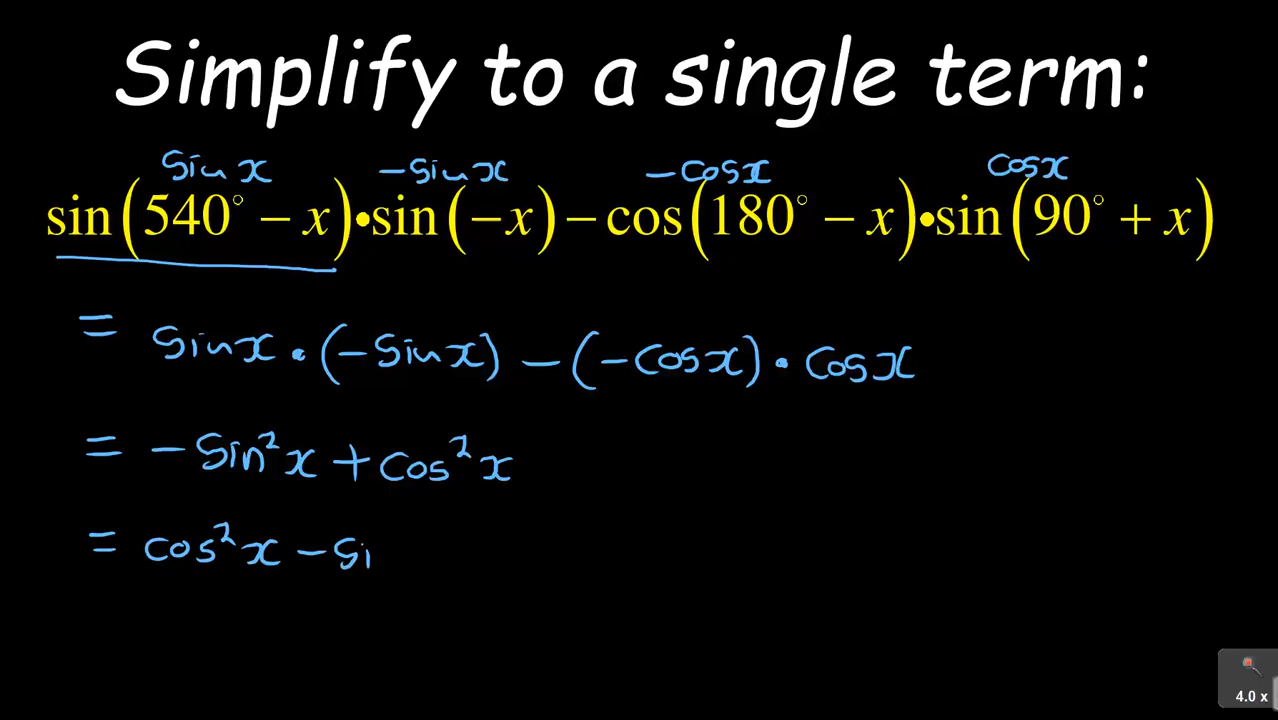 Simplify to a single term:
sin x −sin x −cos x cos x
sin(540° − x)•sin(−x) − cos(180° − x)•sin(90° + x)
= sin x . (−sin x) − (−cos x) . cos x
= −sin²x + cos²x
= cos²x − si
4.0 x